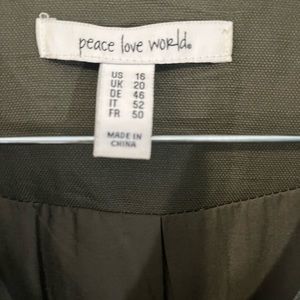 peace love world.
US 16
UK 20
DE 46
IT 52
FR 50
MADE IN
CHINA